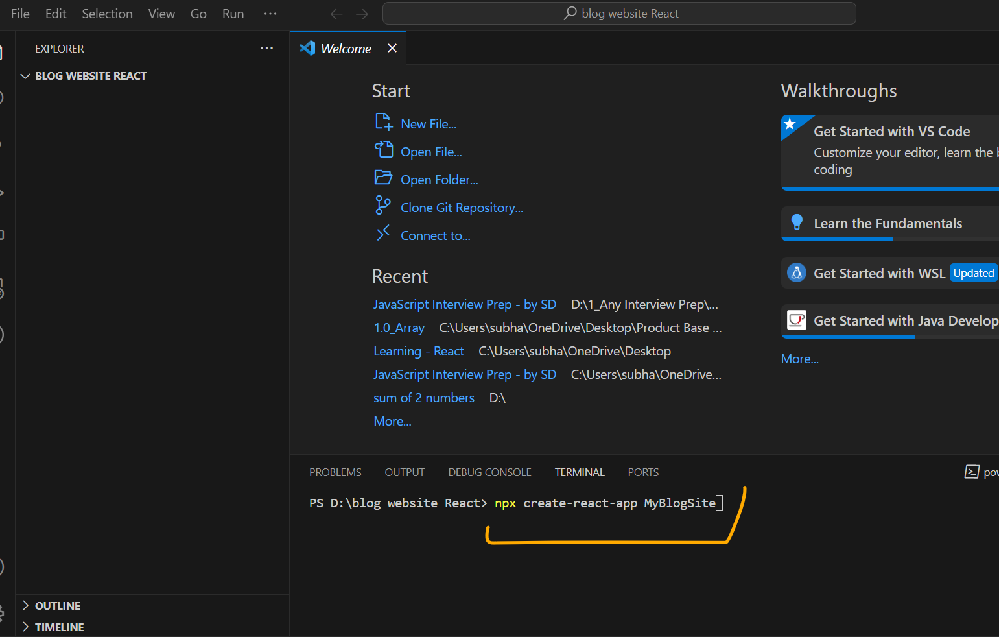 File Edit Selection View Go Run ···
blog website React
EXPLORER ···
BLOG WEBSITE REACT
OUTLINE
TIMELINE
Welcome
Start
New File...
Open File...
Open Folder...
Clone Git Repository...
Connect to...
Recent
JavaScript Interview Prep - by SD D:\1_Any Interview Prep\...
1.0_Array C:\Users\subha\OneDrive\Desktop\Product Base ...
Learning - React C:\Users\subha\OneDrive\Desktop
JavaScript Interview Prep - by SD C:\Users\subha\OneDrive...
sum of 2 numbers D:\
More...
Walkthroughs
Get Started with VS Code
Customize your editor, learn the
coding
Learn the Fundamentals
Get Started with WSL Updated
Get Started with Java Develop
More...
PROBLEMS OUTPUT DEBUG CONSOLE TERMINAL PORTS
PS D:\blog website React> npx create-react-app MyBlogSite